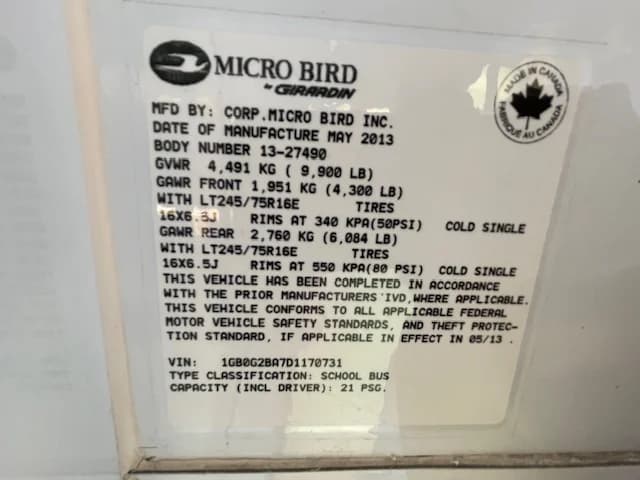 MICRO BIRD
by GIRARDIN
MADE IN CANADA
FABRIQUÉ AU CANADA
MFD BY: CORP.MICRO BIRD INC.
DATE OF MANUFACTURE MAY 2013
BODY NUMBER 13-27490
GVWR 4,491 KG ( 9,900 LB)
GAWR FRONT 1,951 KG (4,300 LB)
WITH LT245/75R16E TIRES
16X6.5J RIMS AT 340 KPA(50PSI) COLD SINGLE
GAWR REAR 2,760 KG (6,084 LB)
WITH LT245/75R16E TIRES
16X6.5J RIMS AT 550 KPA(80 PSI) COLD SINGLE
THIS VEHICLE HAS BEEN COMPLETED IN ACCORDANCE
WITH THE PRIOR MANUFACTURERS'IVD,WHERE APPLICABLE.
THIS VEHICLE CONFORMS TO ALL APPLICABLE FEDERAL
MOTOR VEHICLE SAFETY STANDARDS, AND THEFT PROTEC-
TION STANDARD, IF APPLICABLE IN EFFECT IN 05/13 .
VIN: 1GB0G2BA7D1170731
TYPE CLASSIFICATION: SCHOOL BUS
CAPACITY (INCL DRIVER): 21 PSG.